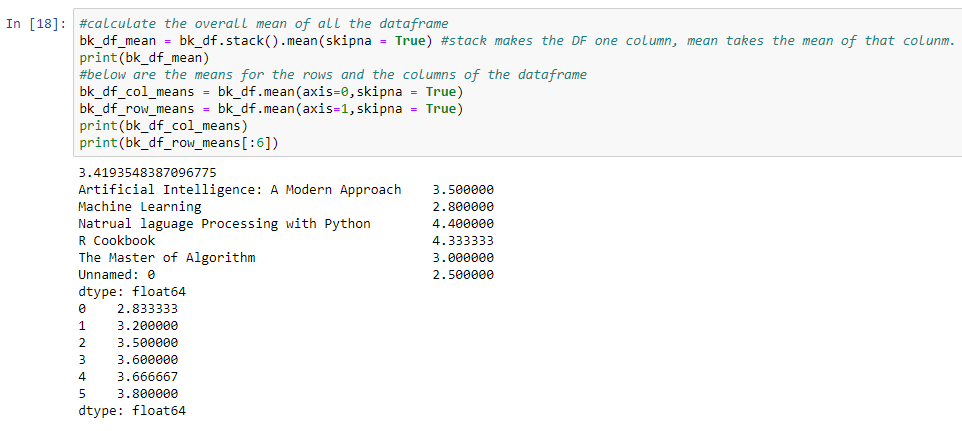 In [18]: #calculate the overall mean of all the dataframe
bk_df_mean = bk_df.stack().mean(skipna = True) #stack makes the DF one column, mean takes the mean of that colunm.
print(bk_df_mean)
#below are the means for the rows and the columns of the dataframe
bk_df_col_means = bk_df.mean(axis=0,skipna = True)
bk_df_row_means = bk_df.mean(axis=1,skipna = True)
print(bk_df_col_means)
print(bk_df_row_means[:6])
3.4193548387096775
Artificial Intelligence: A Modern Approach    3.500000
Machine Learning                              2.800000
Natrual laguage Processing with Python        4.400000
R Cookbook                                    4.333333
The Master of Algorithm                       3.000000
Unnamed: 0                                    2.500000
dtype: float64
0    2.833333
1    3.200000
2    3.500000
3    3.600000
4    3.666667
5    3.800000
dtype: float64